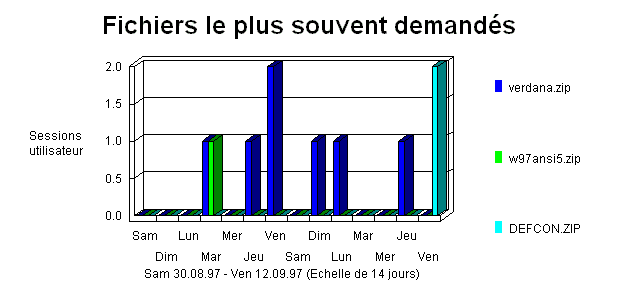 Fichiers le plus souvent demandés
2.0
1.5
1.0
0.5
0.0
Sessions
utilisateur
verdana.zip
w97ansi5.zip
DEFCON.ZIP
Sam Lun Mer Ven Dim Mar Jeu
Dim Mar Jeu Sam Lun Mer Ven
Sam 30.08.97 - Ven 12.09.97 (Echelle de 14 jours)